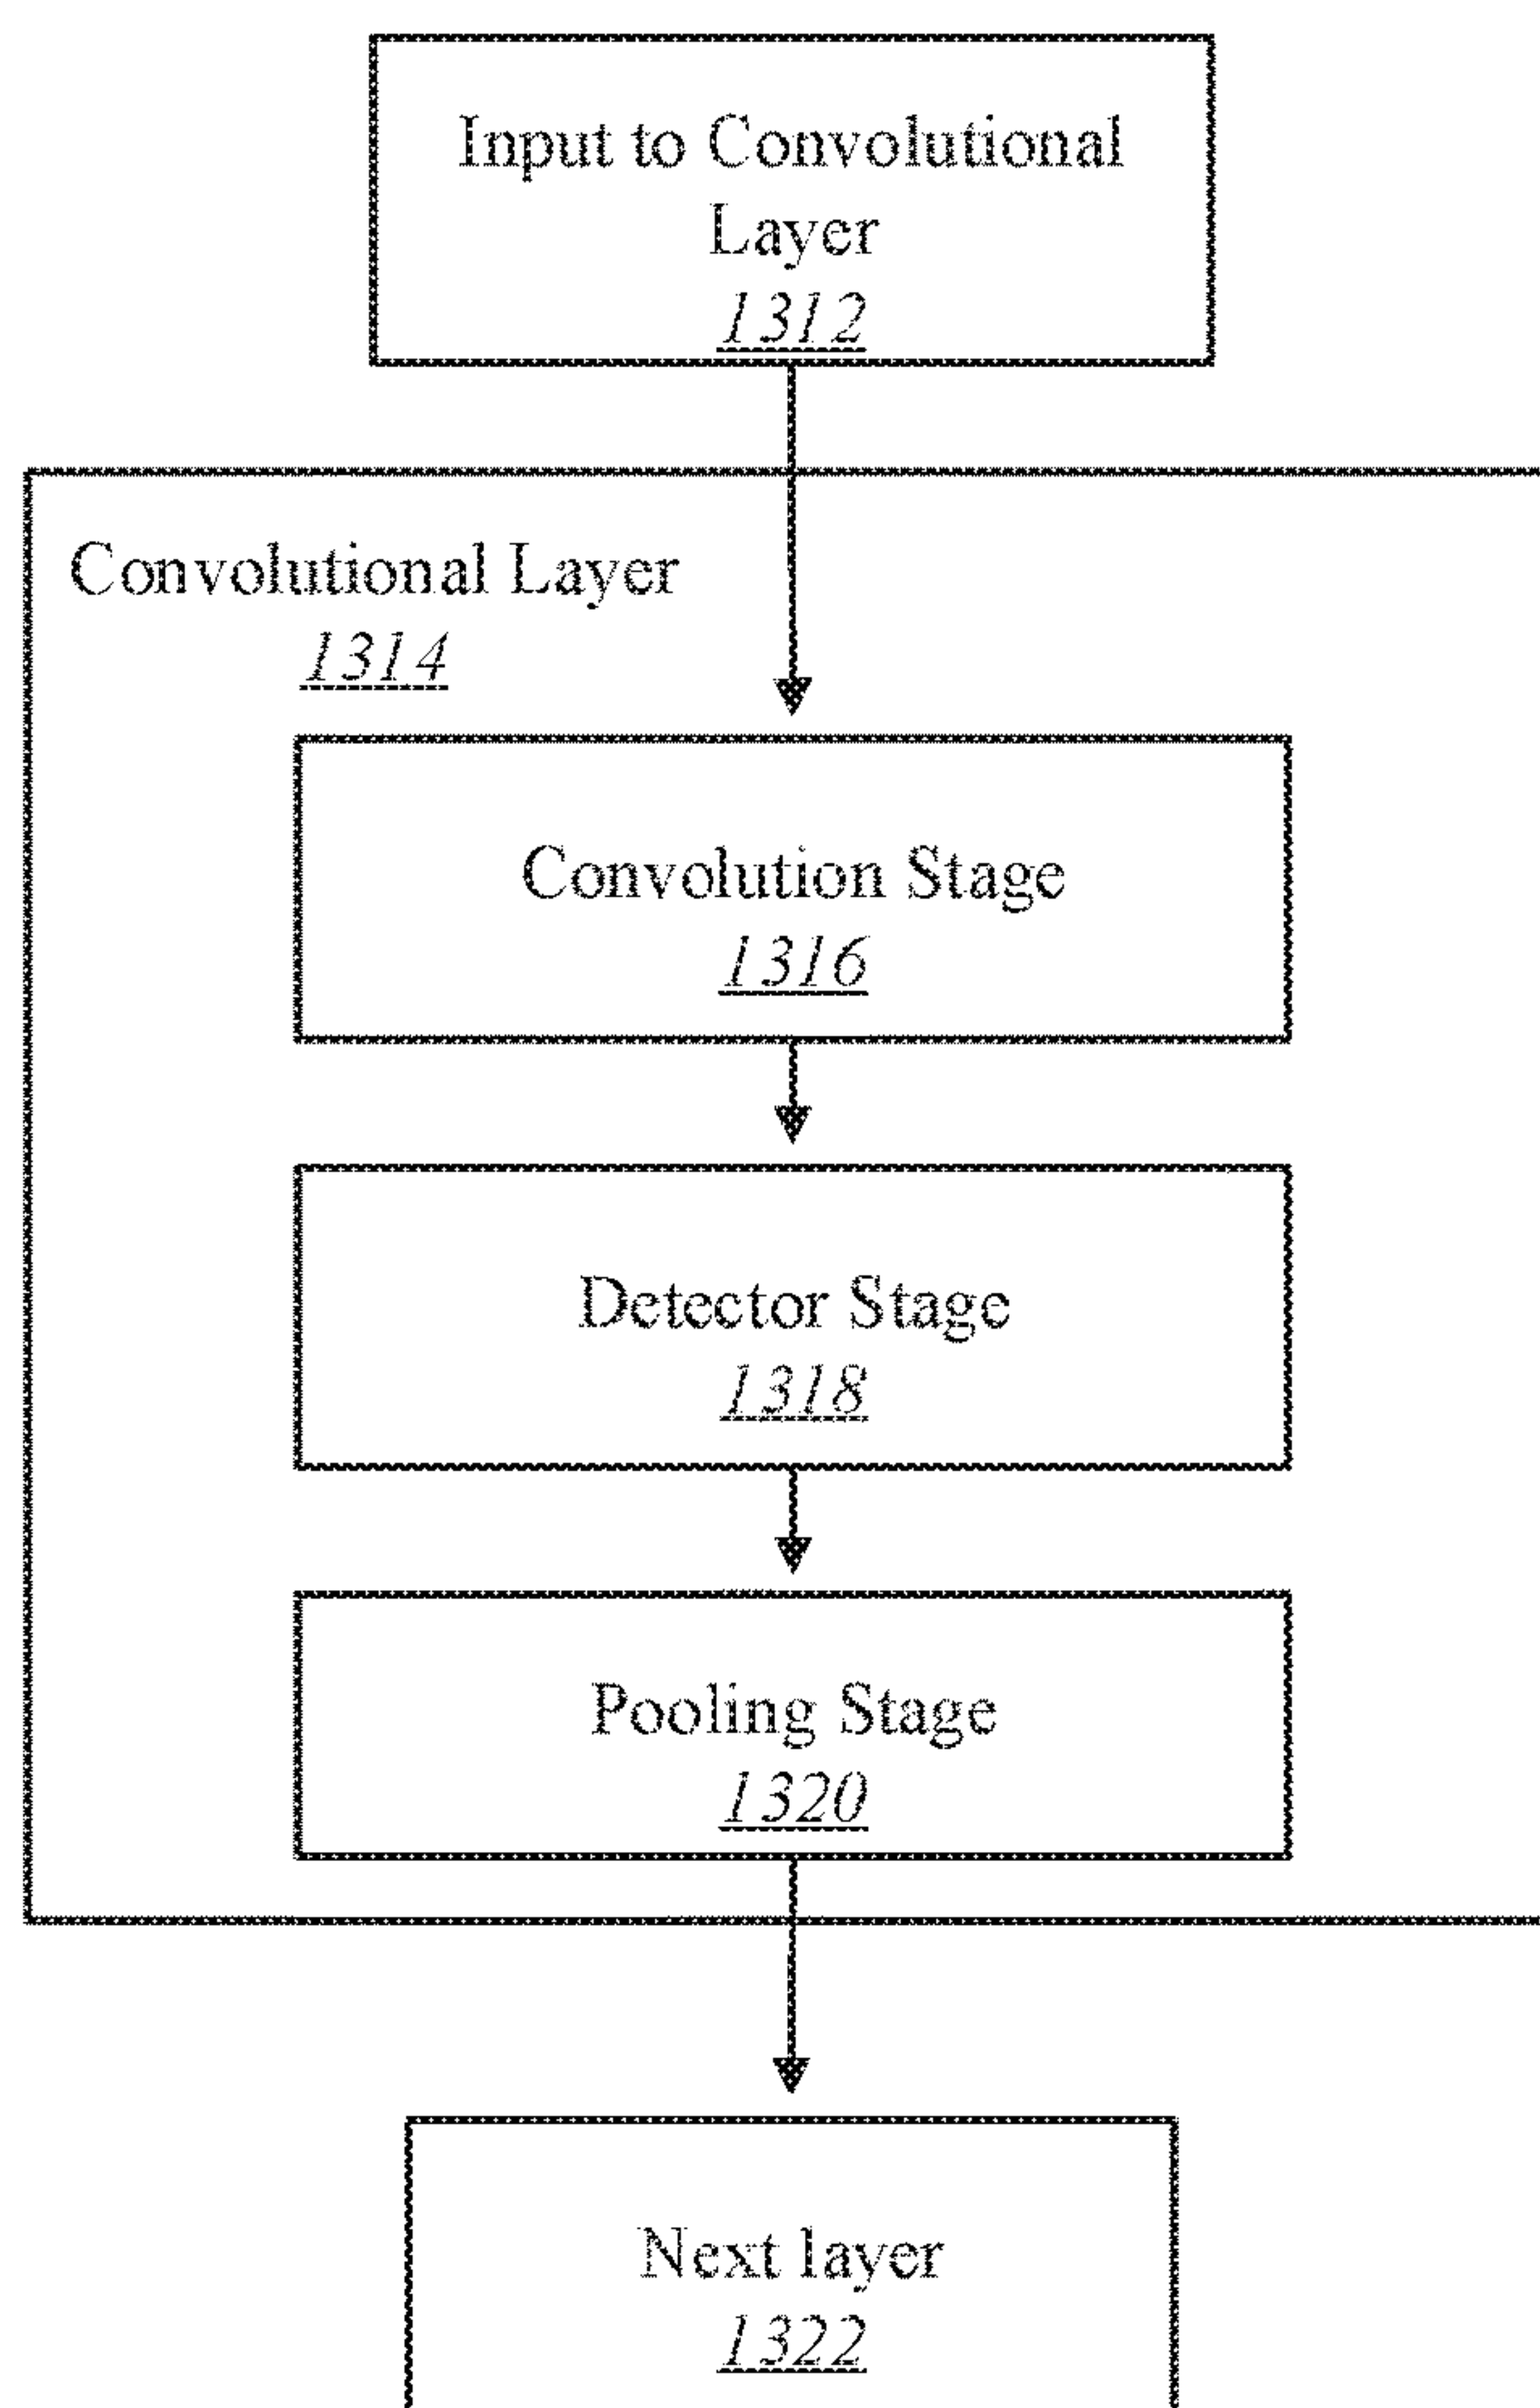 Input to Convolutional
Layer
1312
Convolutional Layer
1314
Convolution Stage
1316
Detector Stage
1318
Pooling Stage
1320
Next layer
1322